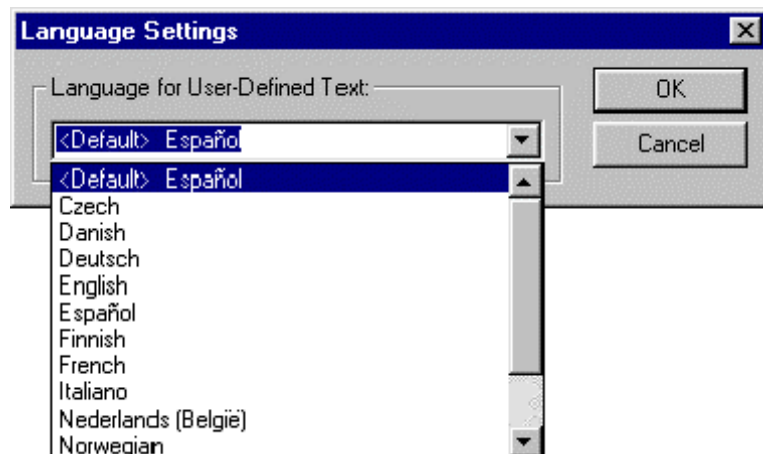 Language Settings
Language for User-Defined Text:
OK
<Default> Español
Cancel
<Default> Español
Czech
Danish
Deutsch
English
Español
Finnish
French
Italiano
Nederlands (België)
Norwegian